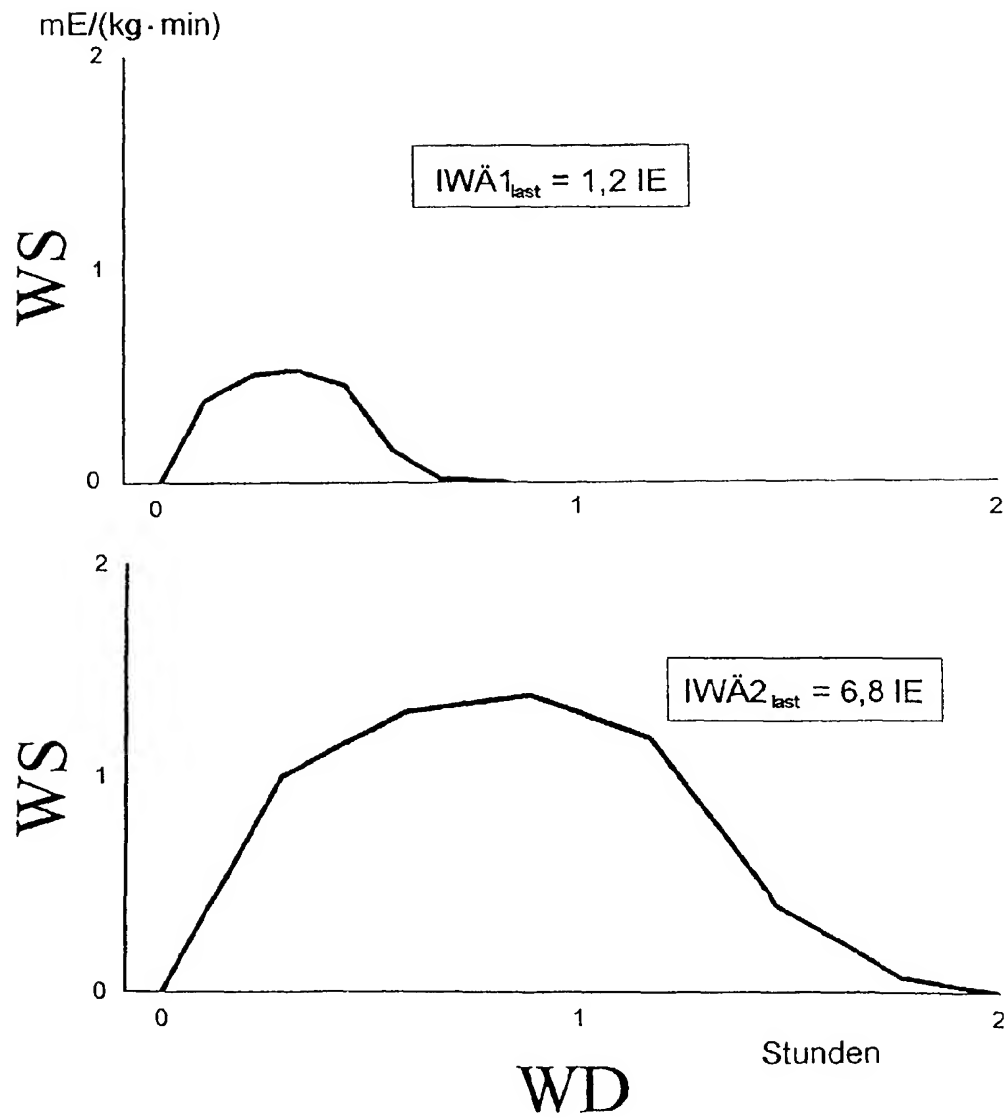 mE/(kg · min)
2
IWÄ1last = 1,2 IE
WS
1
0
0 1 2
2
IWÄ2last = 6,8 IE
WS
1
0
0 1 2
Stunden
WD